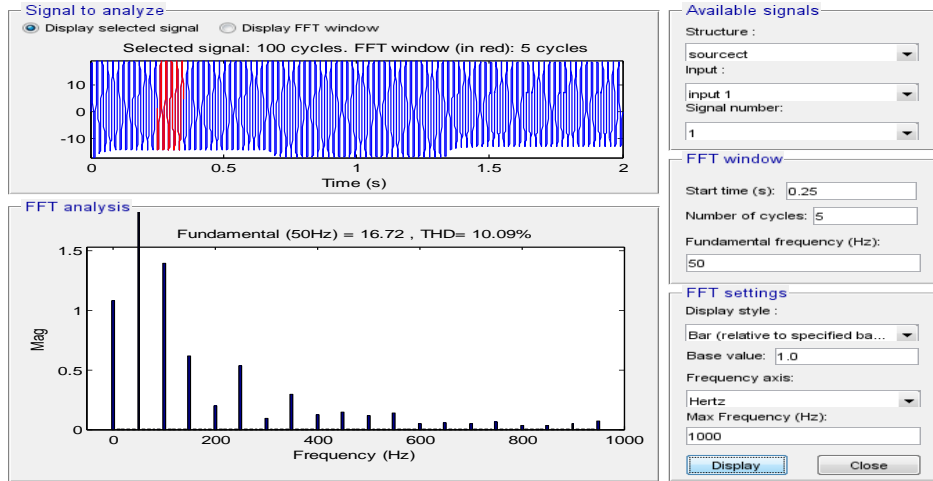 Signal to analyze
Display selected signal Display FFT window
Selected signal: 100 cycles. FFT window (in red): 5 cycles
10
0
-10
0 0.5 1 1.5 2
Time (s)
FFT analysis
Fundamental (50Hz) = 16.72 , THD= 10.09%
1.5
1
0.5
0
Mag
0 200 400 600 800 1000
Frequency (Hz)
Available signals
Structure :
sourcect
Input :
input 1
Signal number:
1
FFT window
Start time (s): 0.25
Number of cycles: 5
Fundamental frequency (Hz):
50
FFT settings
Display style :
Bar (relative to specified ba...
Base value: 1.0
Frequency axis:
Hertz
Max Frequency (Hz):
1000
Display Close